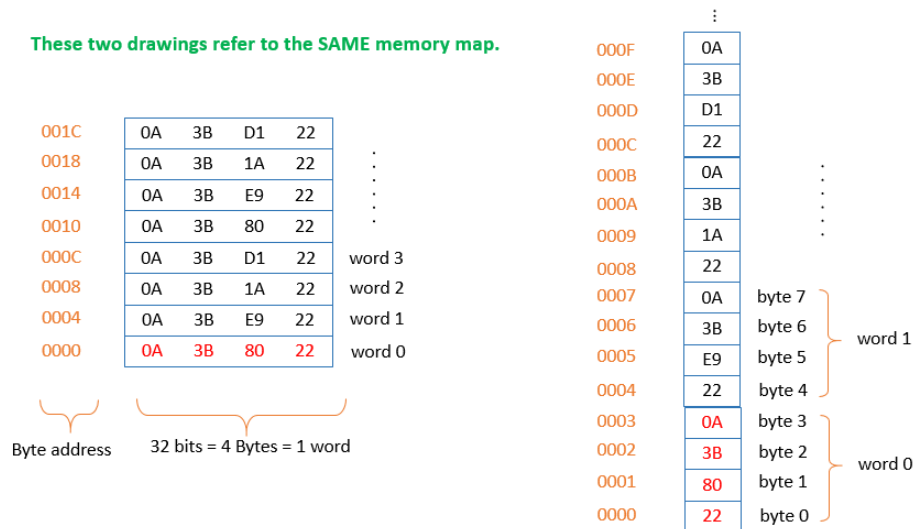 These two drawings refer to the SAME memory map.
001C 0A 3B D1 22
0018 0A 3B 1A 22
0014 0A 3B E9 22
0010 0A 3B 80 22
000C 0A 3B D1 22 word 3
0008 0A 3B 1A 22 word 2
0004 0A 3B E9 22 word 1
0000 0A 3B 80 22 word 0
Byte address
32 bits = 4 Bytes = 1 word
000F 0A
000E 3B
000D D1
000C 22
000B 0A
000A 3B
0009 1A
0008 22
0007 0A byte 7
0006 3B byte 6
0005 E9 byte 5
0004 22 byte 4
word 1
0003 0A byte 3
0002 3B byte 2
0001 80 byte 1
0000 22 byte 0
word 0